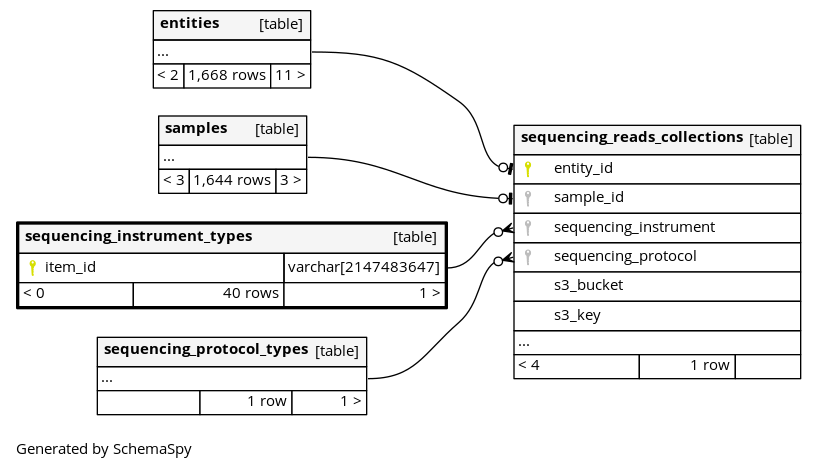 entities [table]
...
< 2 1,668 rows 11 >
samples [table]
...
< 3 1,644 rows 3 >
sequencing_instrument_types [table]
item_id varchar[2147483647]
< 0 40 rows 1 >
sequencing_protocol_types [table]
...
1 row 1 >
sequencing_reads_collections [table]
entity_id
sample_id
sequencing_instrument
sequencing_protocol
s3_bucket
s3_key
...
< 4 1 row
Generated by SchemaSpy